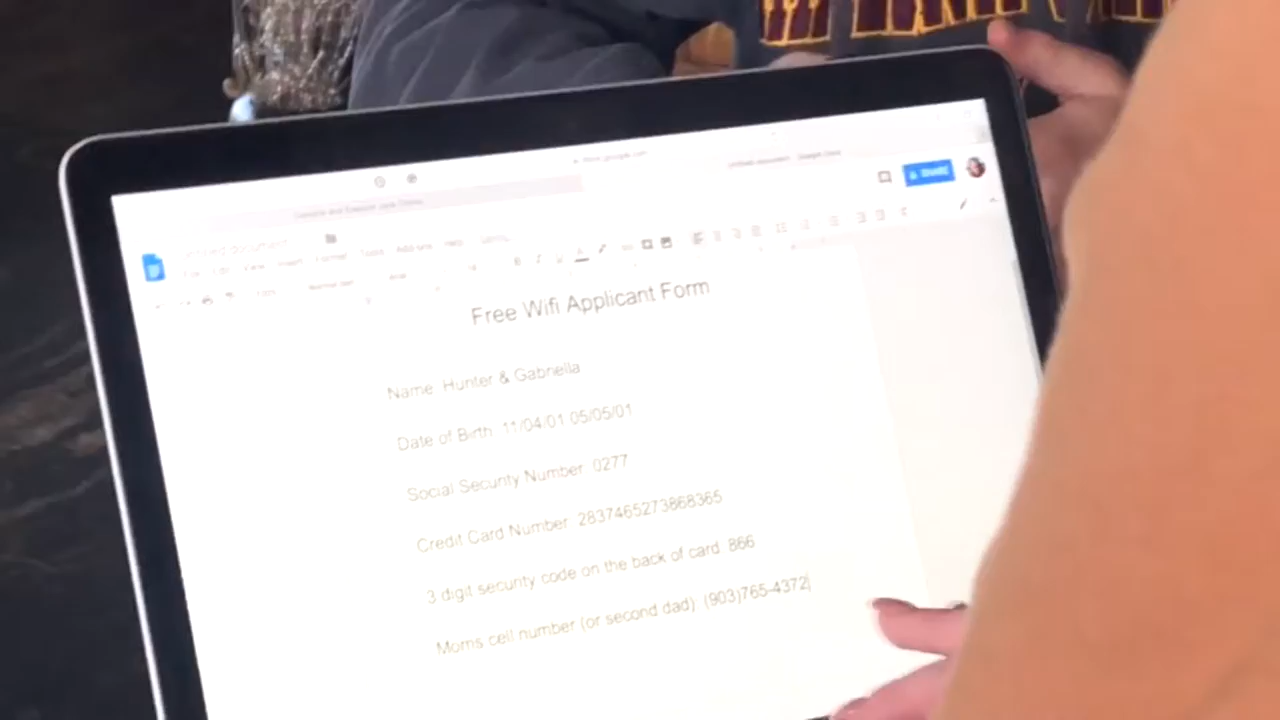 SHARE
Free Wifi Applicant Form
Name Hunter & Gabriella
Date of Birth 11/04/01 05/05/01
Social Security Number 0277
Credit Card Number 2837465273868365
3 digit security code on the back of card 866
Moms cell number (or second dad) (903)765-4372